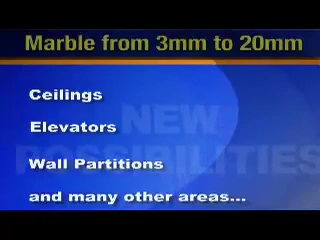 Marble from 3mm to 20mm
Ceilings
Elevators
NEW
Wall Partitions
POSSIBILITIES
and many other areas...